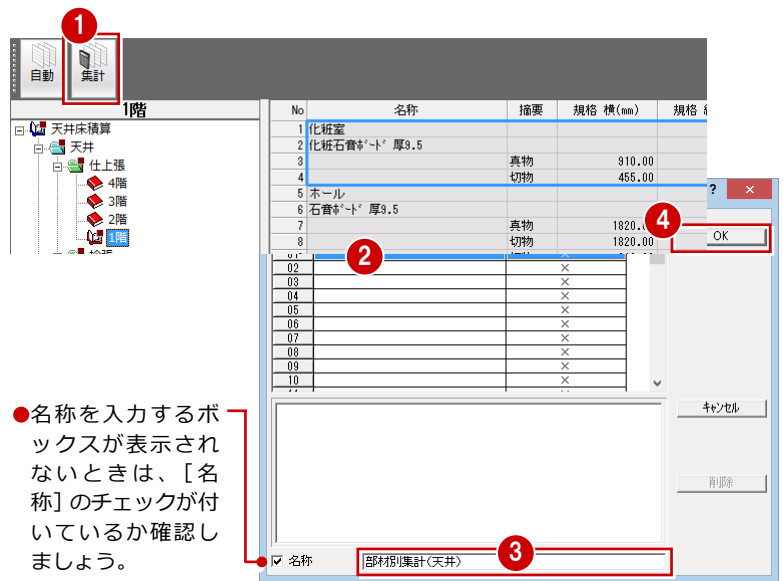 1
自動
集計
1階
天井床積算
天井
仕上張
4階
3階
2階
1階
No 名称 摘要 規格 横(mm) 規格
1 化粧室
2 化粧石膏ボード 厚9.5
3 真物 910.00
4 切物 455.00
5 ホール
6 石膏ボード 厚9.5
7 真物 1820.
8 切物 1820.00
? ×
4
OK
2
02 ×
03 ×
04 ×
05 ×
06 ×
07 ×
08 ×
09 ×
10 ×
キャンセル
削除
●名称を入力するボ
ックスが表示され
ないときは、[名
称]のチェックが付
いているか確認し
ましょう。
名称 部材別集計(天井)
3